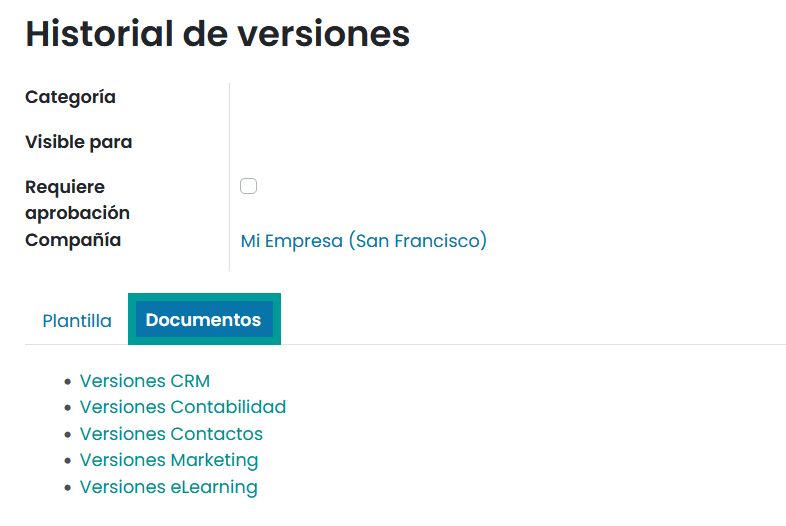 Historial de versiones
Categoría
Visible para
Requiere
aprobación
Compañía
Mi Empresa (San Francisco)
Plantilla
Documentos
Versiones CRM
Versiones Contabilidad
Versiones Contactos
Versiones Marketing
Versiones eLearning